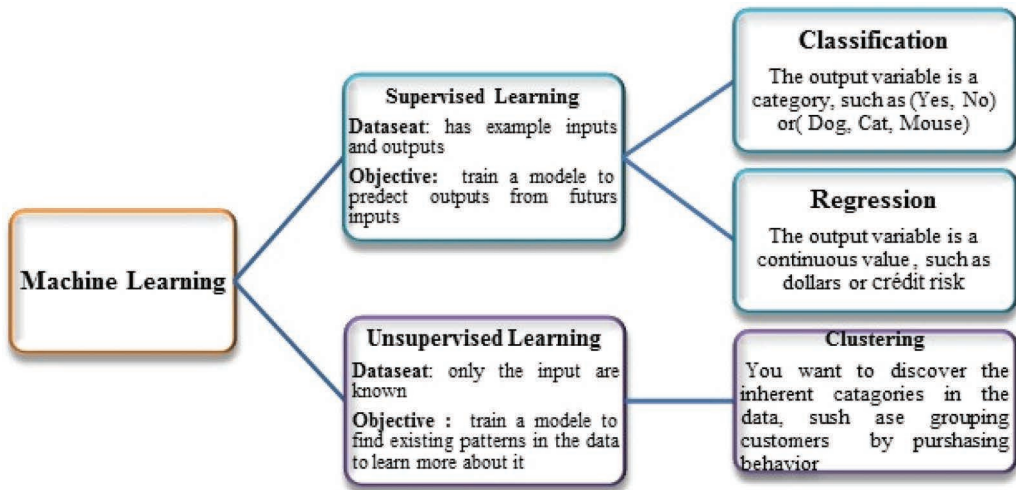 Machine Learning
Supervised Learning
Dataseat: has example inputs
and outputs
Objective: train a modele to
predect outputs from futurs
inputs
Unsupervised Learning
Dataseat: only the input are
known
Objective : train a modele to
find existing patterns in the data
to learn more about it
Classification
The output variable is a
category, such as (Yes, No)
or( Dog, Cat, Mouse)
Regression
The output variable is a
continuous value , such as
dollars or crédit risk
Clustering
You want to discover the
inherent catagories in the
data, sush ase grouping
customers by purshasing
behavior